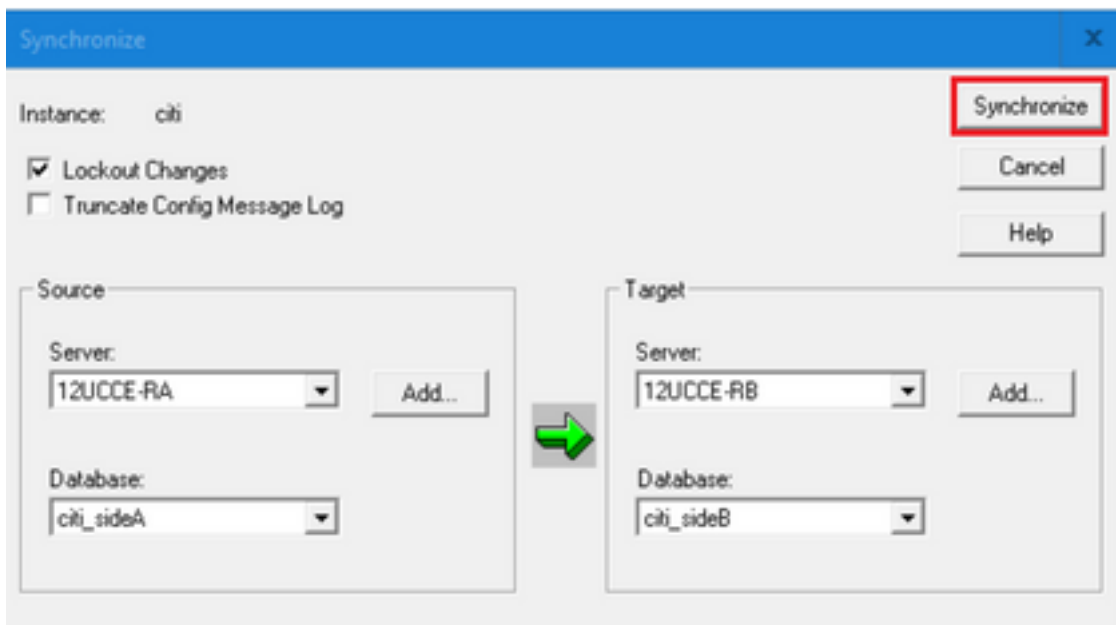 Synchronize
Instance: citi
Synchronize
Lockout Changes
Cancel
Truncate Config Message Log
Help
Source
Server:
12UCCE-RA
Add...
Database:
citi_sideA
Target
Server:
12UCCE-RB
Add...
Database:
citi_sideB